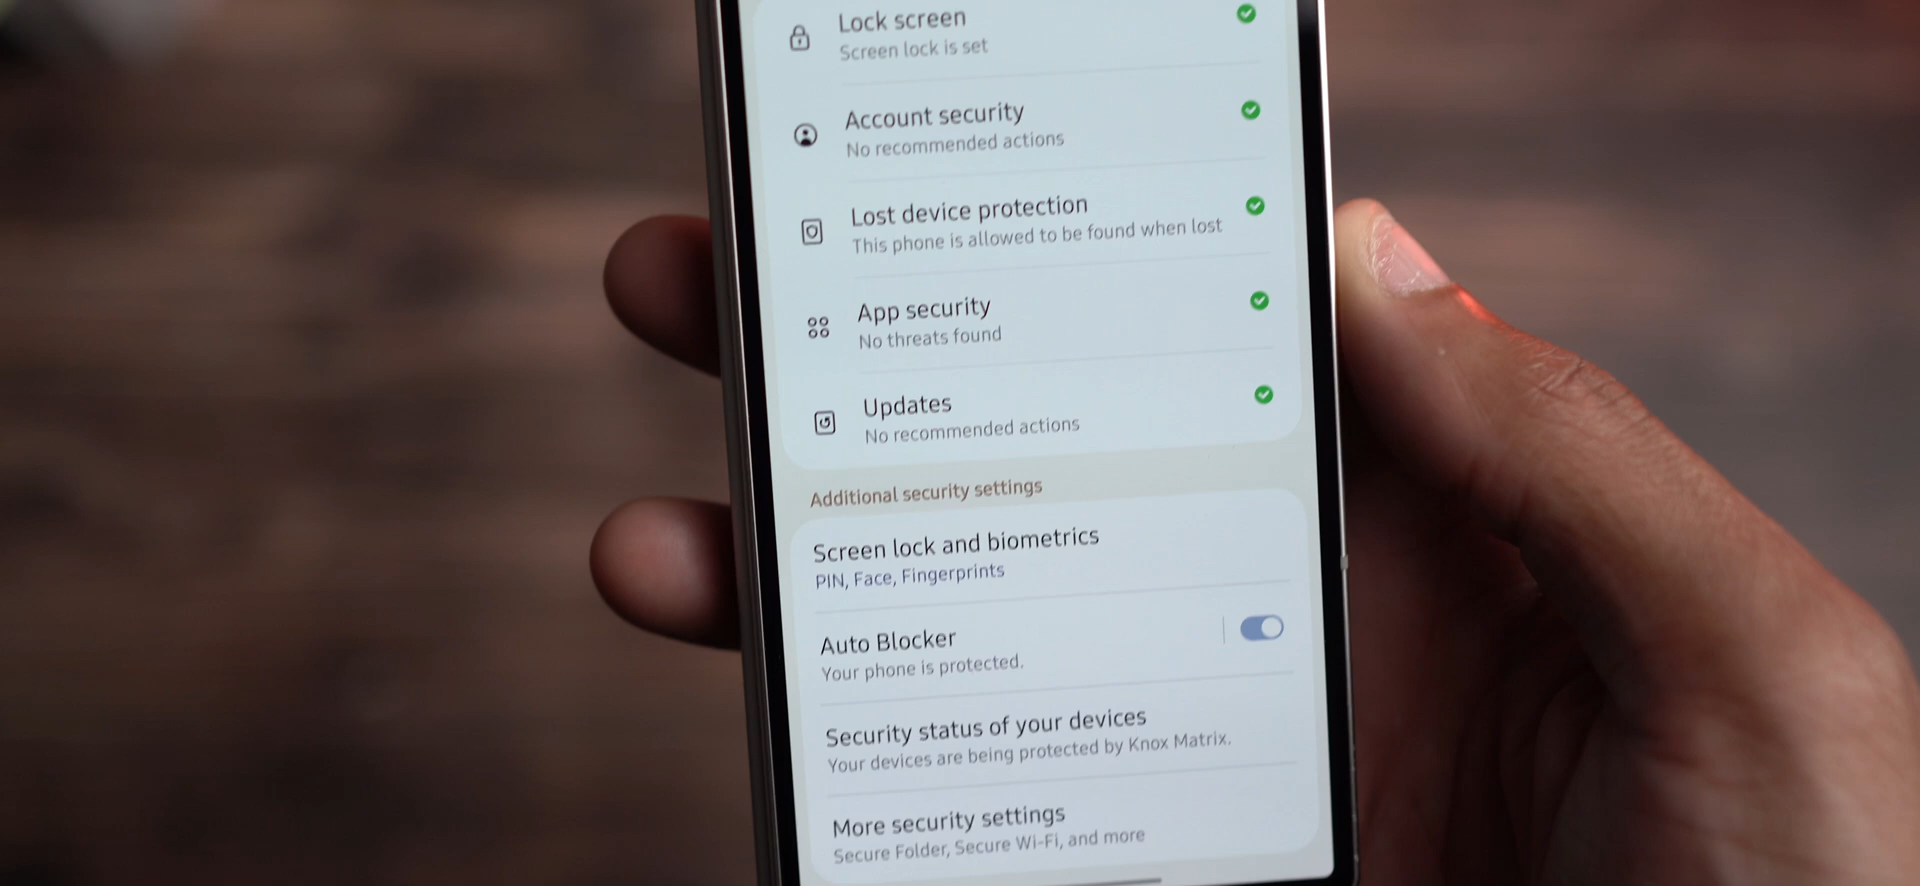 Lock screen
Screen lock is set
Account security
No recommended actions
Lost device protection
This phone is allowed to be found when lost
App security
No threats found
Updates
No recommended actions
Additional security settings
Screen lock and biometrics
PIN, Face, Fingerprints
Auto Blocker
Your phone is protected.
Security status of your devices
Your devices are being protected by Knox Matrix.
More security settings
Secure Folder, Secure Wi-Fi, and more